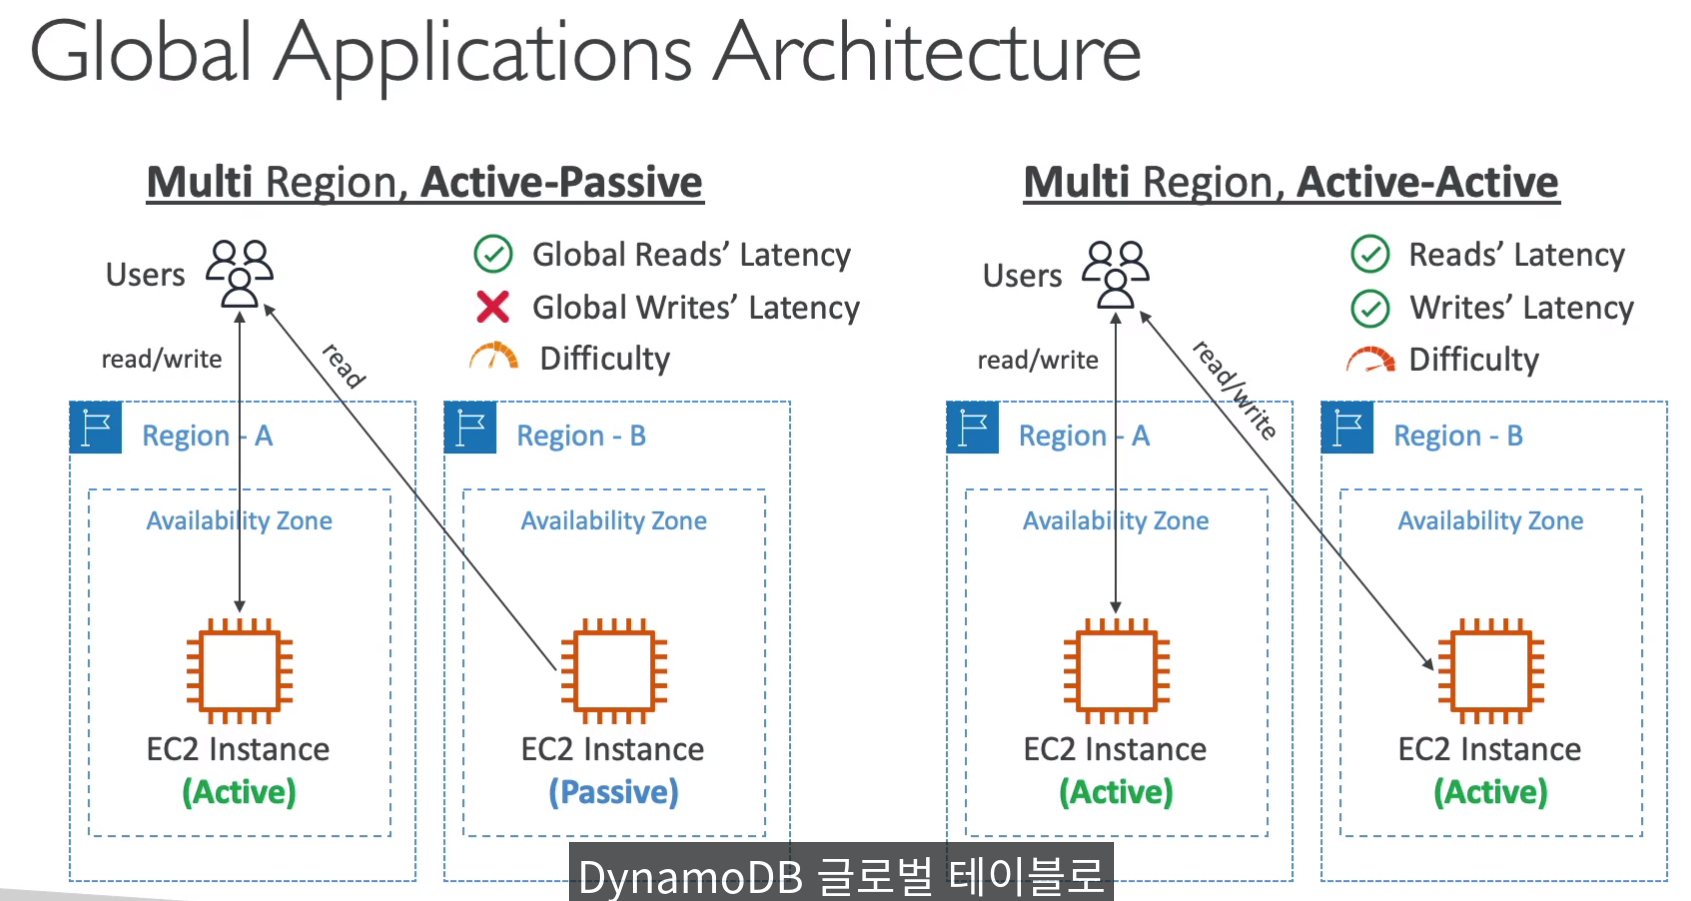 Global Applications Architecture
Multi Region, Active-Passive
Users
Global Reads’ Latency
Global Writes’ Latency
Difficulty
read/write
read
Region - A
Availability Zone
EC2 Instance
(Active)
Region - B
Availability Zone
EC2 Instance
(Passive)
Multi Region, Active-Active
Users
Reads’ Latency
Writes’ Latency
Difficulty
read/write
read/write
Region - A
Availability Zone
EC2 Instance
(Active)
Region - B
Availability Zone
EC2 Instance
(Active)
DynamoDB 글로벌 테이블로